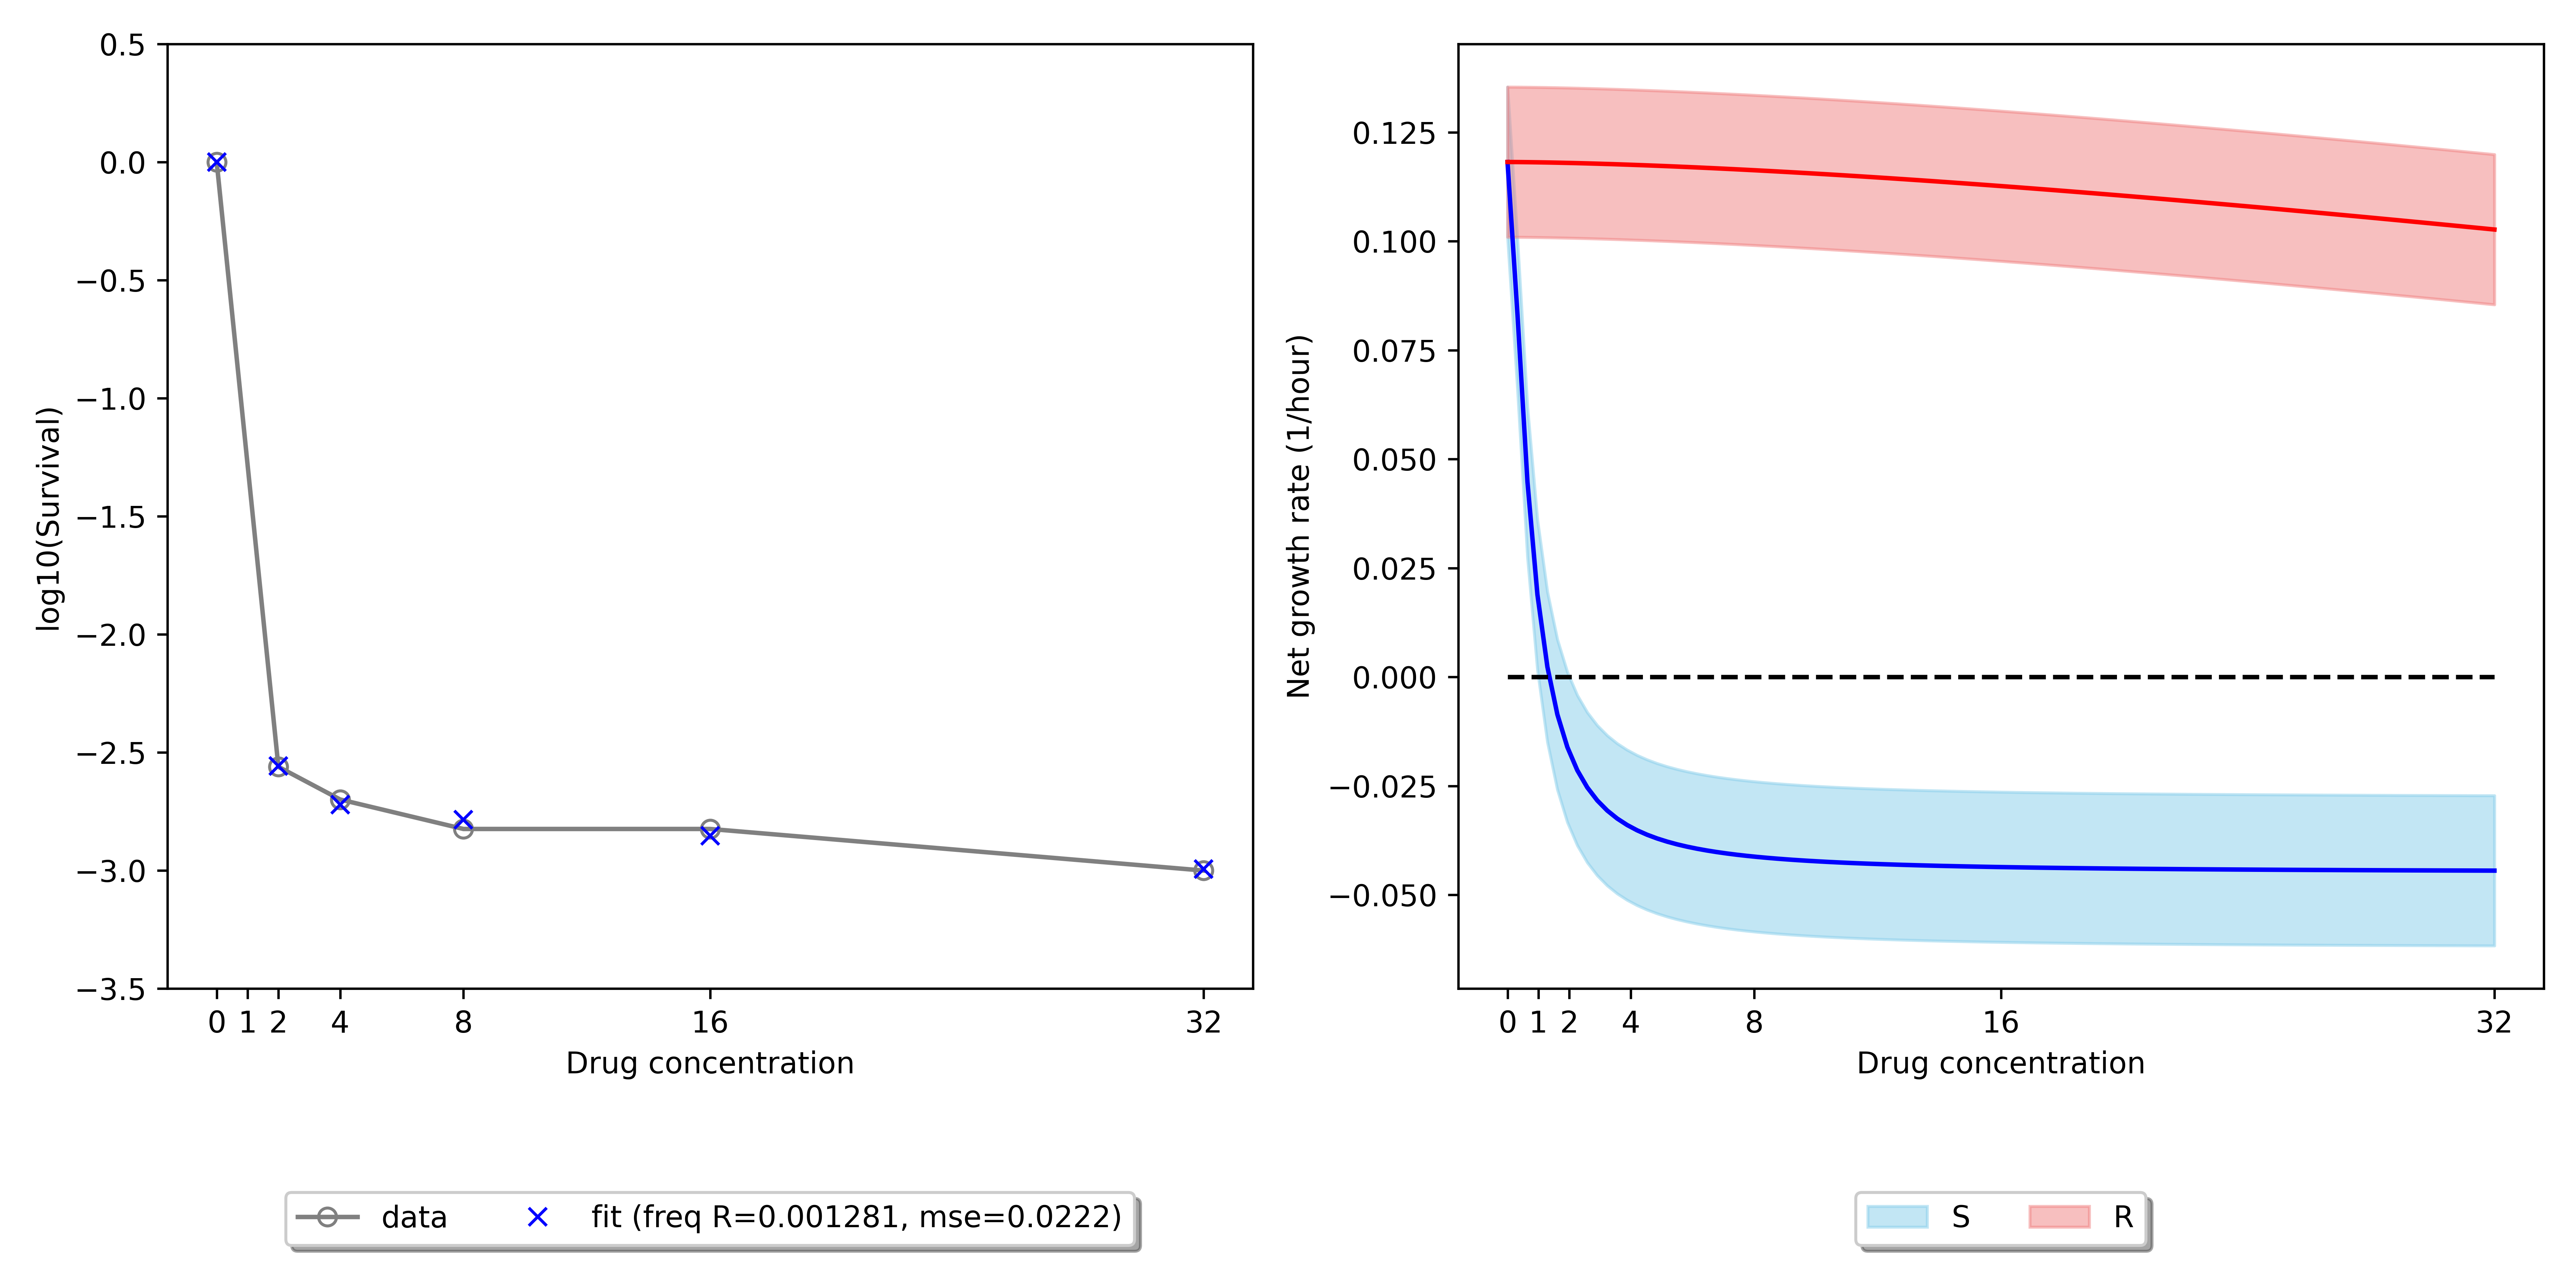 0.5
0.0
−0.5
−1.0
−1.5
−2.0
−2.5
−3.0
−3.5
log10(Survival)
0 1 2 4 8 16 32
Drug concentration
data fit (freq R=0.001281, mse=0.0222)
0.125
0.100
0.075
0.050
0.025
0.000
−0.025
−0.050
Net growth rate (1/hour)
0 1 2 4 8 16 32
Drug concentration
S R